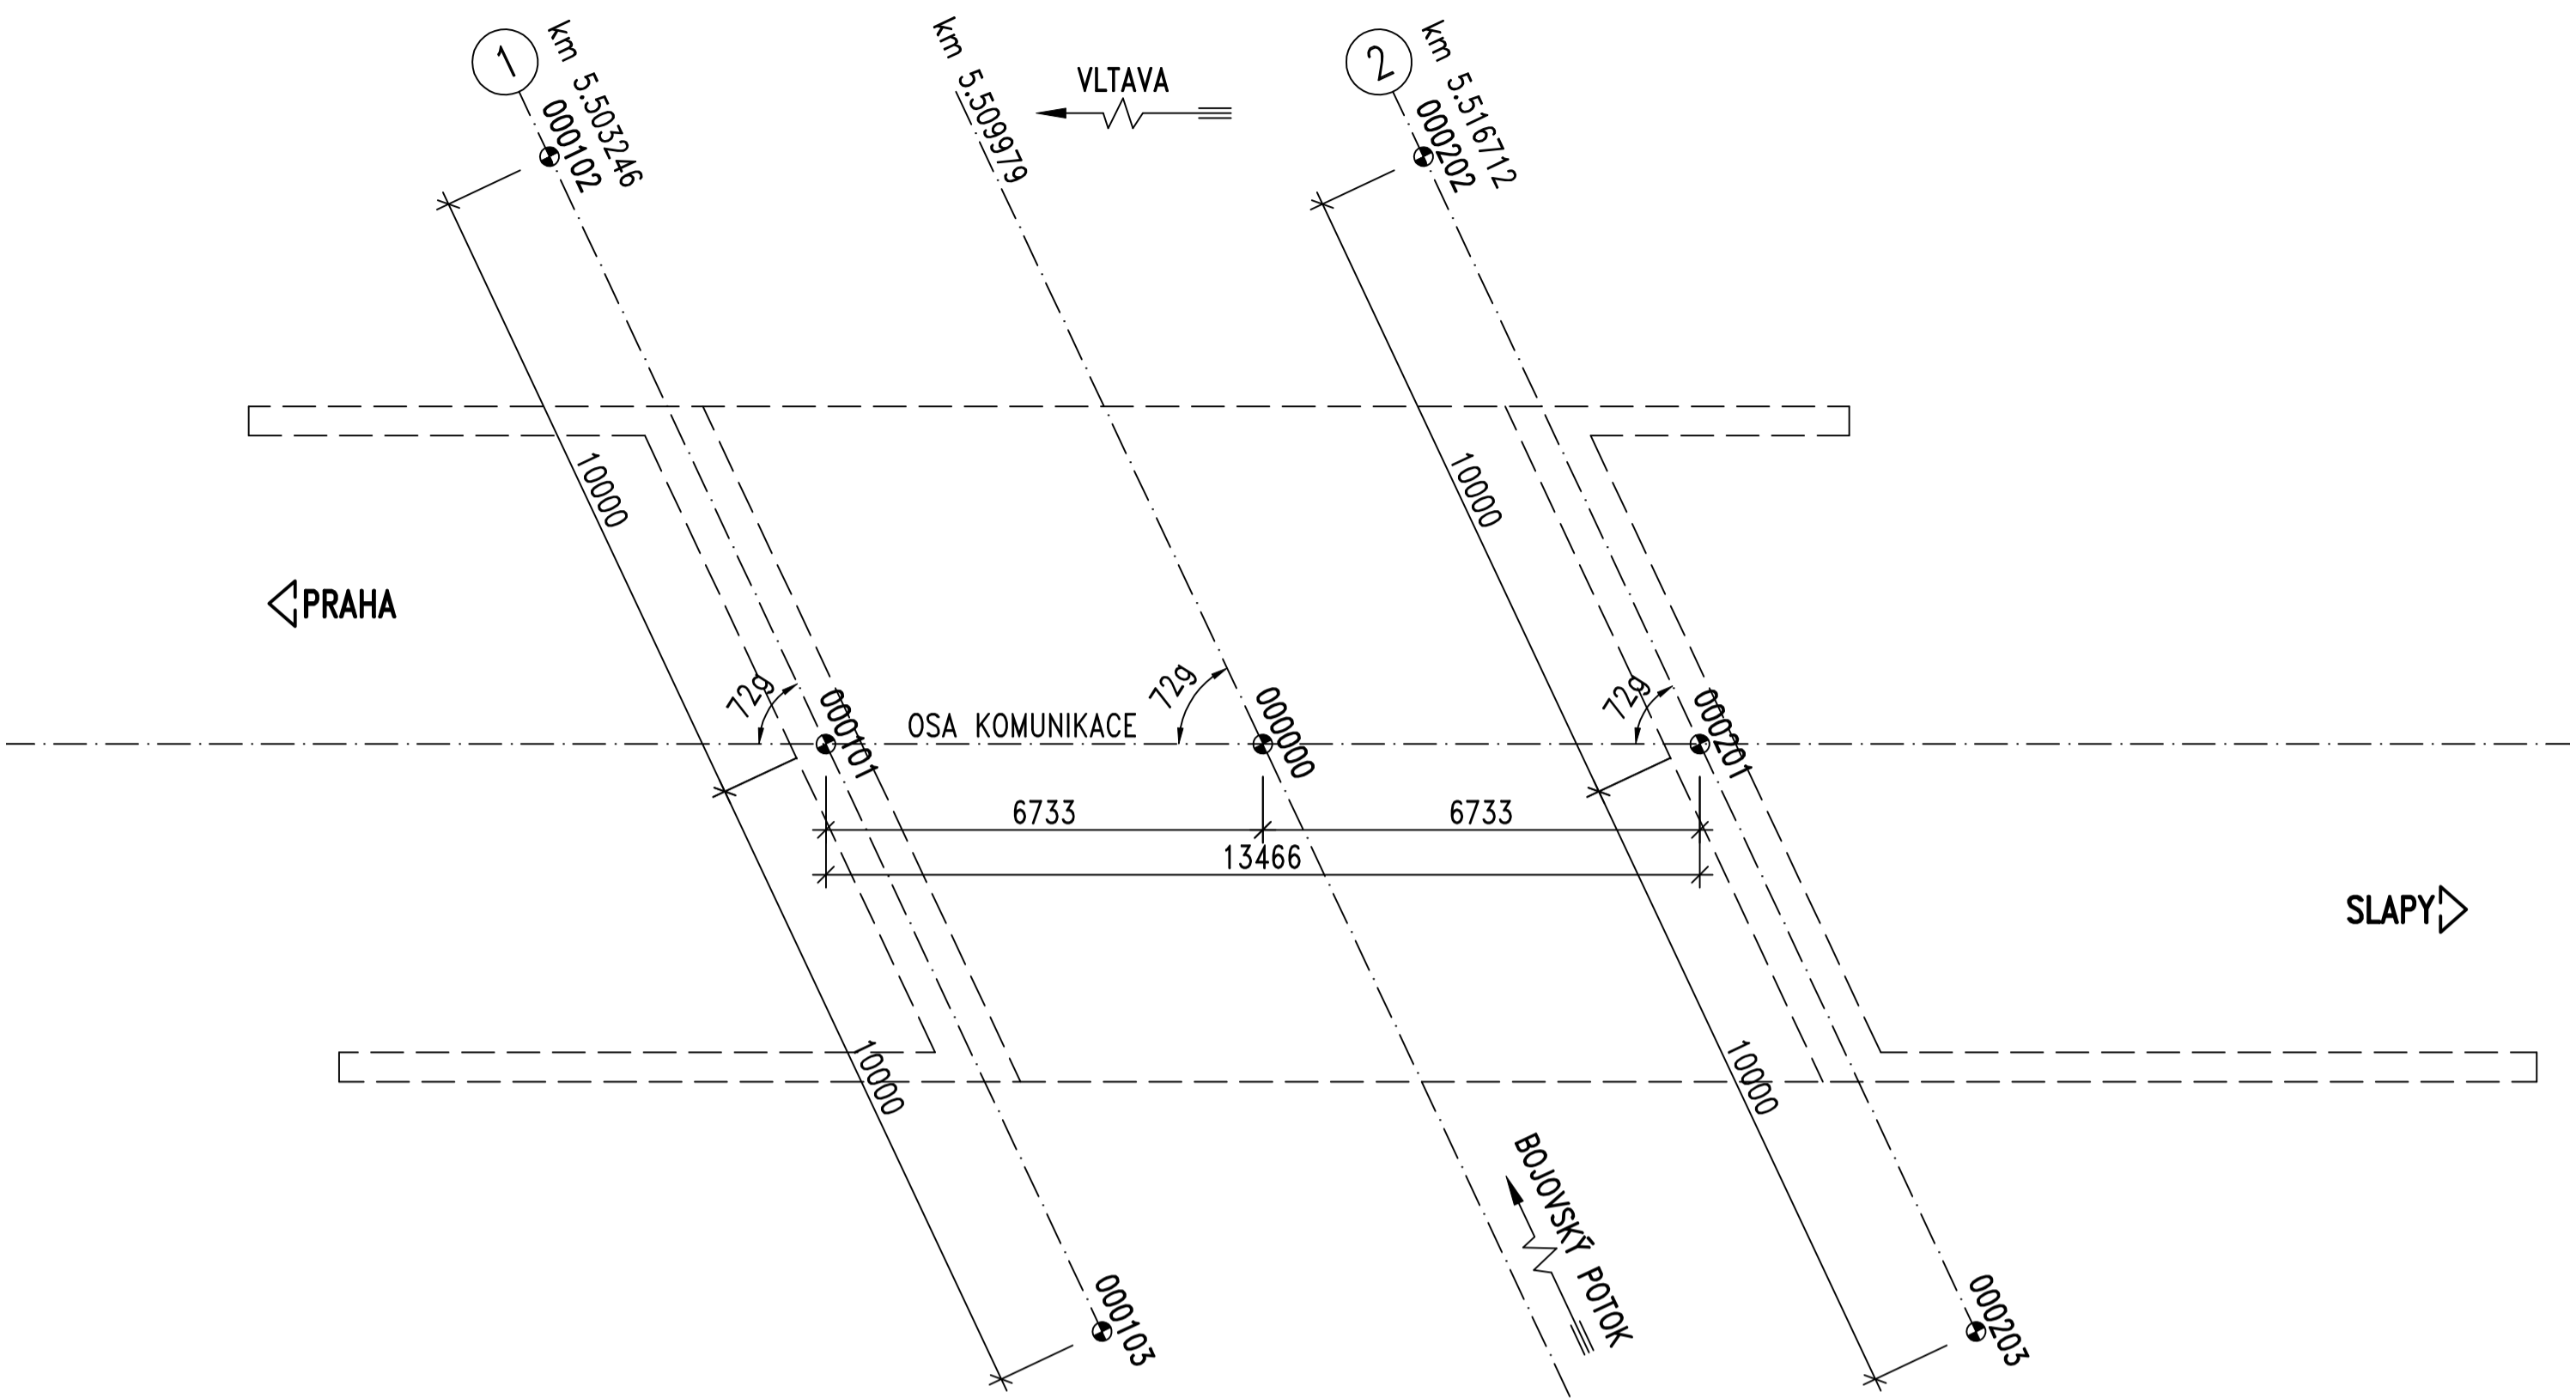 1
km 5.503246
000102
km 5.509979
VLTAVA
2
km 5.516712
000202
10000
10000
PRAHA
72g
000101
OSA KOMUNIKACE
72g
000000
72g
000201
6733
6733
13466
SLAPY
10000
10000
BOJOVSKÝ POTOK
000103
000203